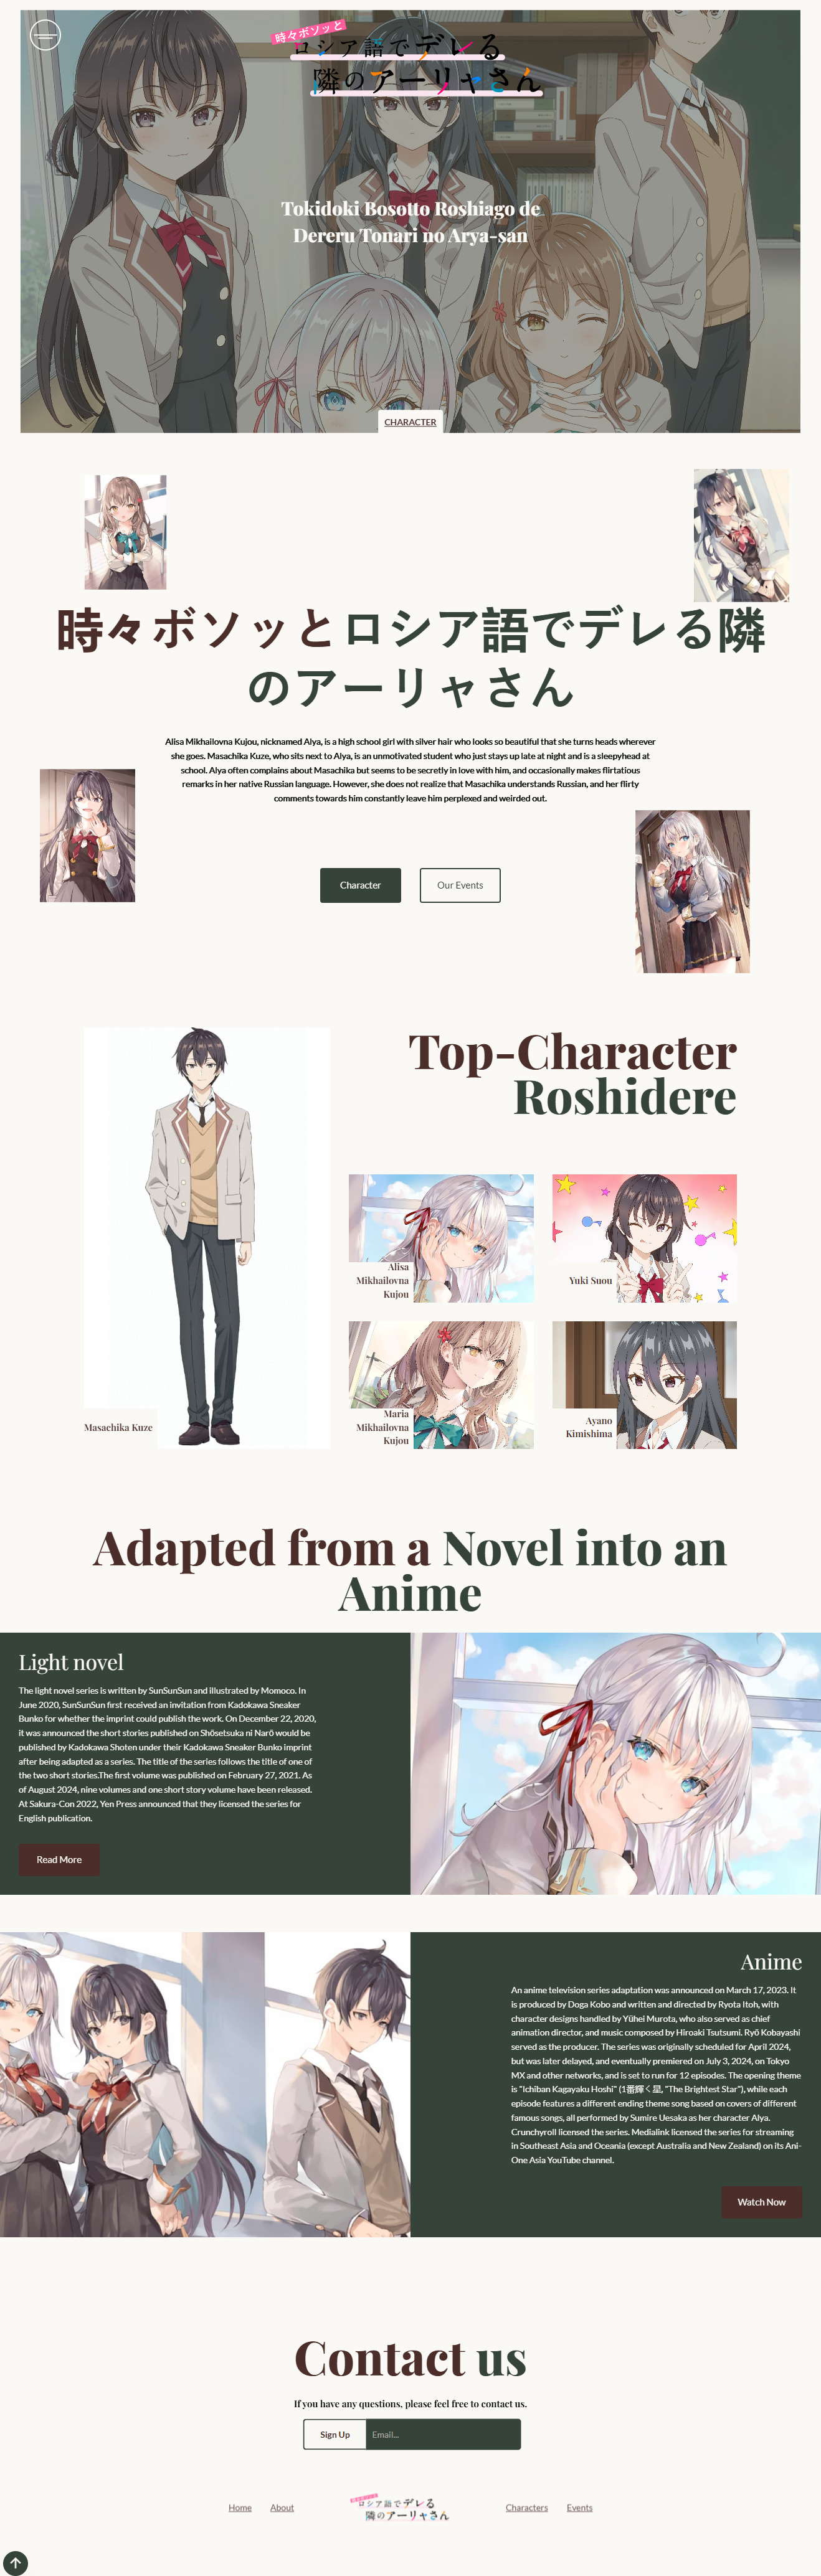 時々ボソッと
ロシア語でデレる
隣のアーリャさん
Tokidoki Bosotto Roshiago de
Dereru Tonari no Arya-san
CHARACTER
時々ボソッとロシア語でデレる隣
のアーリャさん
Alisa Mikhailovna Kujou, nicknamed Alya, is a high school girl with silver hair who looks so beautiful that she turns heads wherever
she goes. Masachika Kuze, who sits next to Alya, is an unmotivated student who just stays up late at night and is a sleepyhead at
school. Alya often complains about Masachika but seems to be secretly in love with him, and occasionally makes flirtatious
remarks in her native Russian language. However, she does not realize that Masachika understands Russian, and her flirty
comments towards him constantly leave him perplexed and weirded out.
Character
Our Events
Top-Character
Roshidere
Alisa
Mikhailovna
Kujou
Yuki Suou
Masachika Kuze
Maria
Mikhailovna
Kujou
Ayano
Kimishima
Adapted from a Novel into an
Anime
Light novel
The light novel series is written by SunSunSun and illustrated by Momoco. In
June 2020, SunSunSun first received an invitation from Kadokawa Sneaker
Bunko for whether the imprint could publish the work. On December 22, 2020,
it was announced the short stories published on Shōsetsuka ni Narō would be
published by Kadokawa Shoten under their Kadokawa Sneaker Bunko imprint
after being adapted as a series. The title of the series follows the title of one of
the two short stories.The first volume was published on February 27, 2021. As
of August 2024, nine volumes and one short story volume have been released.
At Sakura-Con 2022, Yen Press announced that they licensed the series for
English publication.
Read More
Anime
An anime television series adaptation was announced on March 17, 2023. It
is produced by Doga Kobo and written and directed by Ryota Itoh, with
character designs handled by Yūhei Murota, who also served as chief
animation director, and music composed by Hiroaki Tsutsumi. Ryō Kobayashi
served as the producer. The series was originally scheduled for April 2024,
but was later delayed, and eventually premiered on July 3, 2024, on Tokyo
MX and other networks, and is set to run for 12 episodes. The opening theme
is "Ichiban Kagayaku Hoshi" (1番輝く星, "The Brightest Star"), while each
episode features a different ending theme song based on covers of different
famous songs, all performed by Sumire Uesaka as her character Alya.
Crunchyroll licensed the series. Medialink licensed the series for streaming
in Southeast Asia and Oceania (except Australia and New Zealand) on its Ani-
One Asia YouTube channel.
Watch Now
Contact us
If you have any questions, please feel free to contact us.
Sign Up
Email...
Home
About
ロシア語でデレる
隣のアーリャさん
Characters
Events